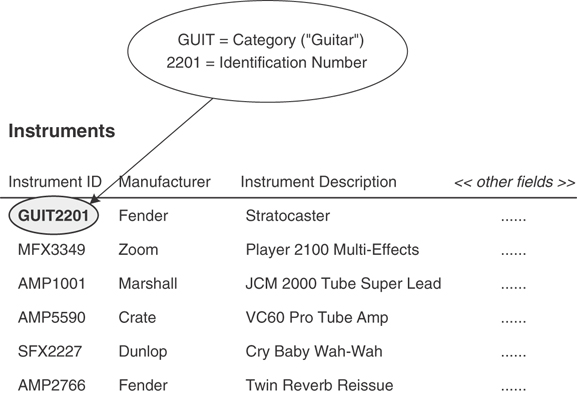 GUIT = Category ("Guitar")
2201 = Identification Number
Instruments
Instrument ID Manufacturer Instrument Description << other fields >>
GUIT2201 Fender Stratocaster ......
MFX3349 Zoom Player 2100 Multi-Effects ......
AMP1001 Marshall JCM 2000 Tube Super Lead ......
AMP5590 Crate VC60 Pro Tube Amp ......
SFX2227 Dunlop Cry Baby Wah-Wah ......
AMP2766 Fender Twin Reverb Reissue ......